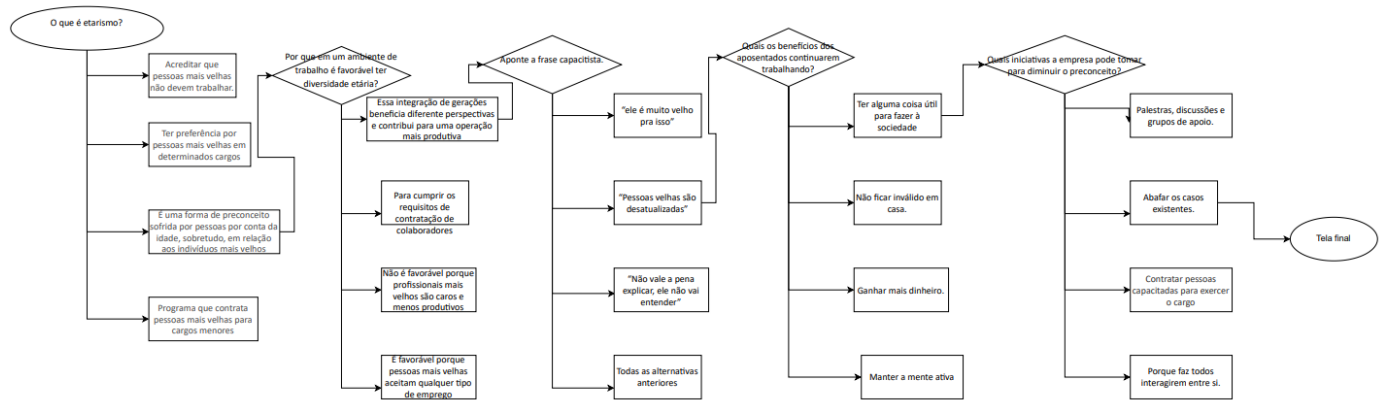 O que é etarismo?
Acreditar que
pessoas mais velhas
não devem trabalhar.
Ter preferência por
pessoas mais velhas em
determinados cargos
É uma forma de preconceito
sofrida por pessoas por conta da
idade, sobretudo, em relação
aos indivíduos mais velhos
Programa que contrata
pessoas mais velhas para
cargos menores
Por que em um ambiente de
trabalho é favorável ter
diversidade etária?
Essa integração de gerações
beneficia diferente perspectivas
e contribui para uma operação
mais produtiva
Para cumprir os
requisitos de
contratação de
colaboradores
Não é favorável porque
profissionais mais
velhos são caros e
menos produtivos
É favorável porque
pessoas mais velhas
aceitam qualquer tipo
de emprego
Aponte a frase capacitista.
"ele é muito velho
pra isso"
"Pessoas velhas são
desatualizadas"
"Não vale a pena
explicar, ele não vai
entender"
Todas as alternativas
anteriores
Quais os benefícios dos
aposentados continuarem
trabalhando?
Ter alguma coisa útil
para fazer à
sociedade
Não ficar inválido em
casa.
Ganhar mais dinheiro.
Manter a mente ativa
Quais iniciativas a empresa pode tomar
para diminuir o preconceito?
Palestras, discussões e
grupos de apoio.
Abafar os casos
existentes.
Contratar pessoas
capacitadas para exercer
o cargo
Porque faz todos
interagirem entre si.
Tela final